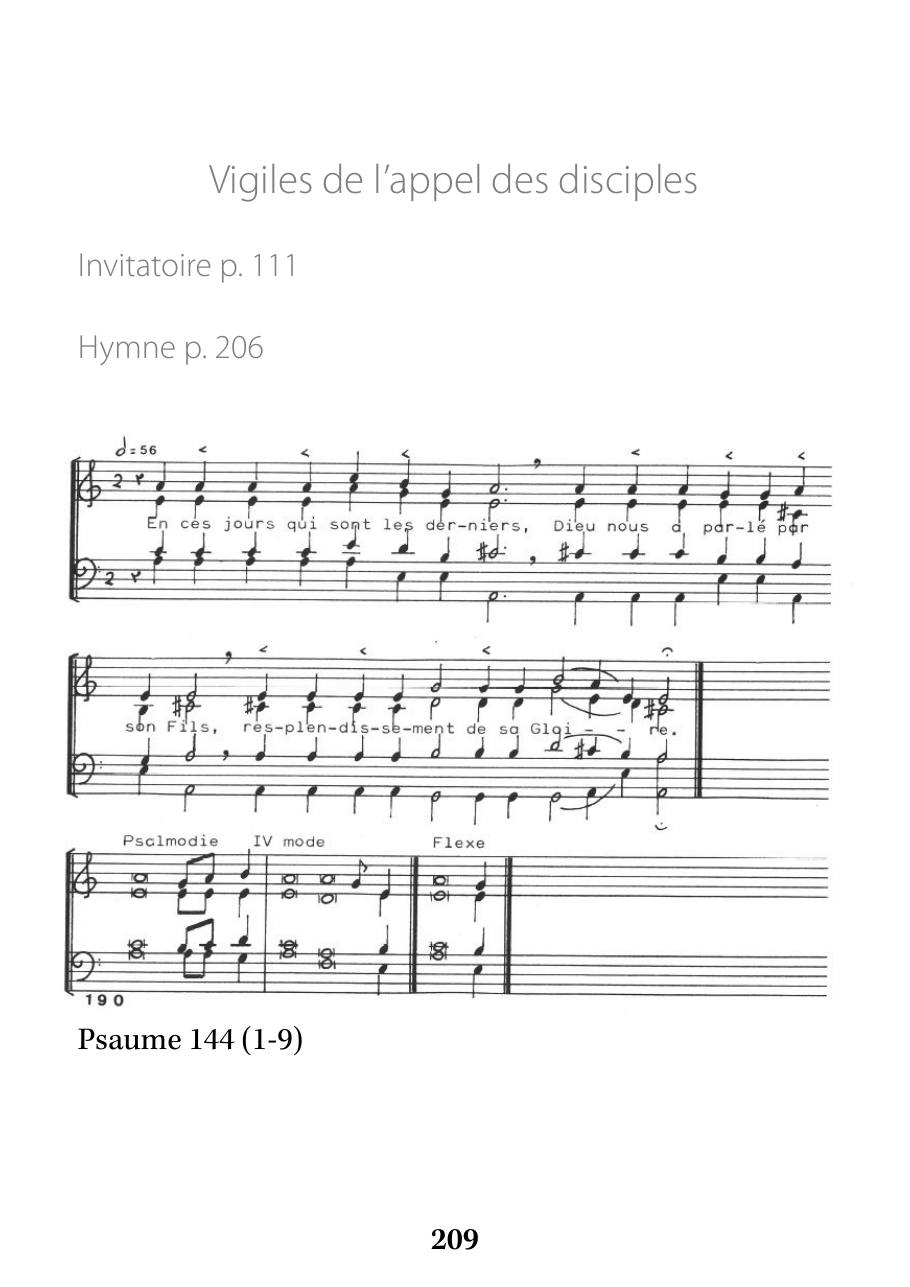 Vigiles de l’appel des disciples
Invitatoire p. 111
Hymne p. 206
=56
En ces jours qui sont les der-niers, Dieu nous a par-lé par
son Fils, res-plen-dis-se-ment de sa Gloi - - re.
Psalmodie IV mode Flexe
190
Psaume 144 (1-9)
209